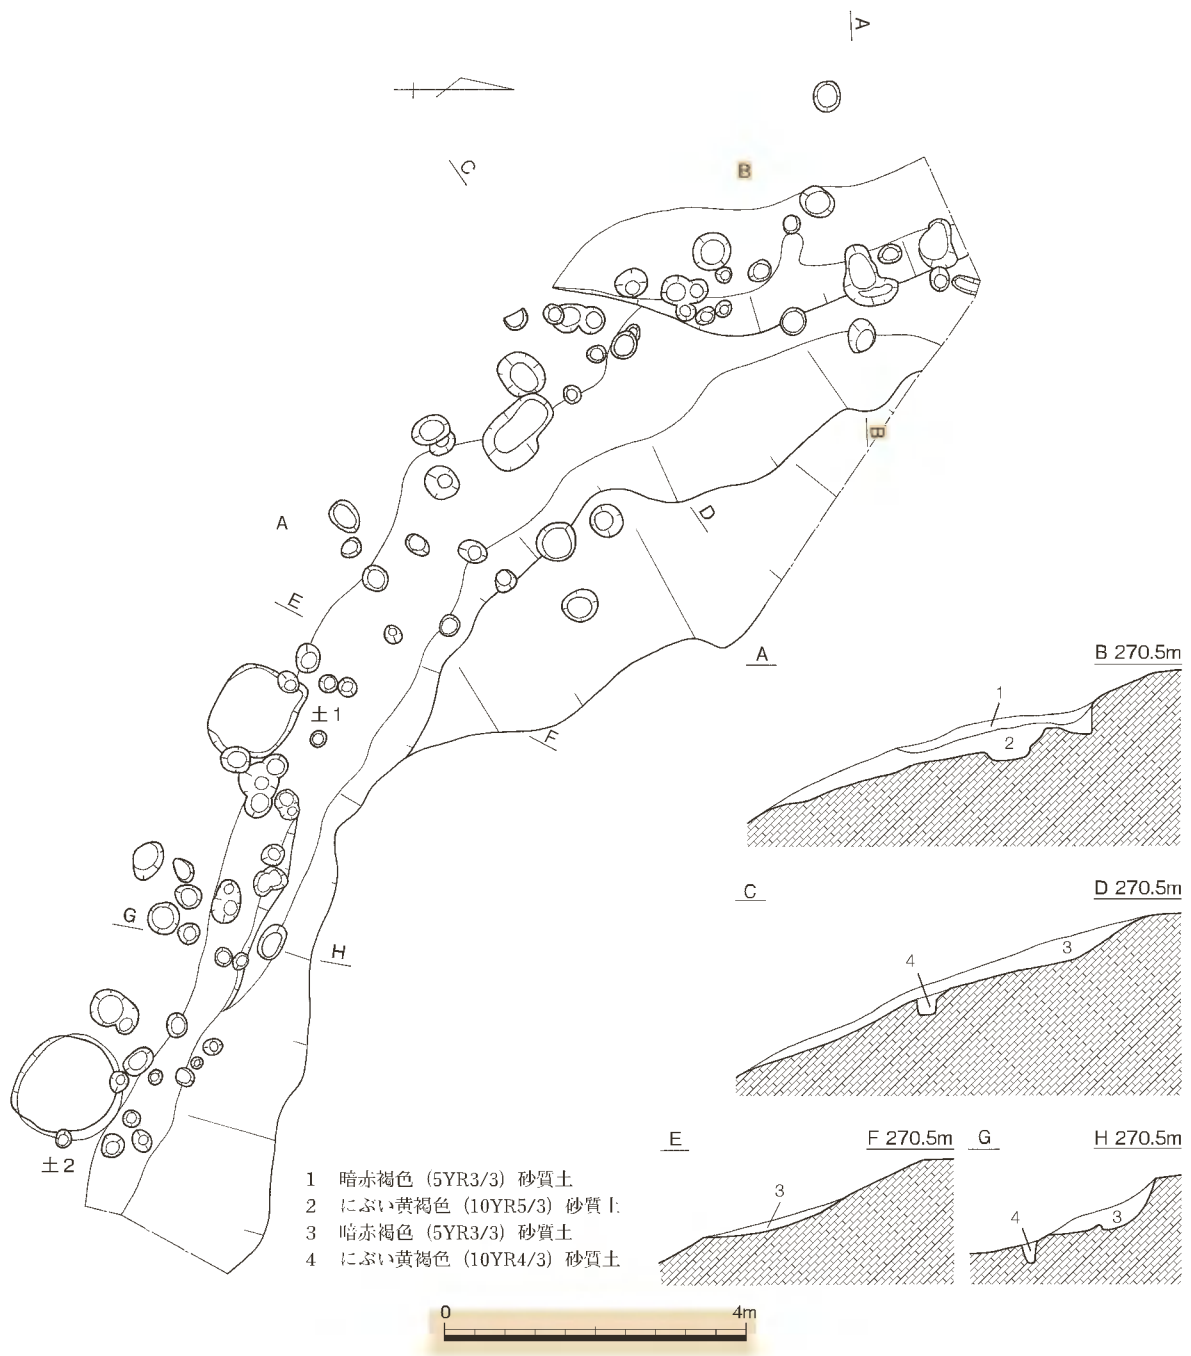 A
C
B
B
D
A
E
A
B 270.5m
土1
F
1
2
C
D 270.5m
G
H
3
4
土2
E
F 270.5m
G
H 270.5m
3
4
3
1 暗赤褐色(5YR3/3)砂質土
2 にぶい黄褐色(10YR5/3)砂質土
3 暗赤褐色(5YR3/3)砂質土
4 にぶい黄褐色(10YR4/3)砂質土
0 4m